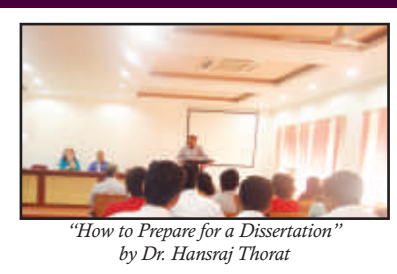 “How to Prepare for a Dissertation”
by Dr. Hansraj Thorat